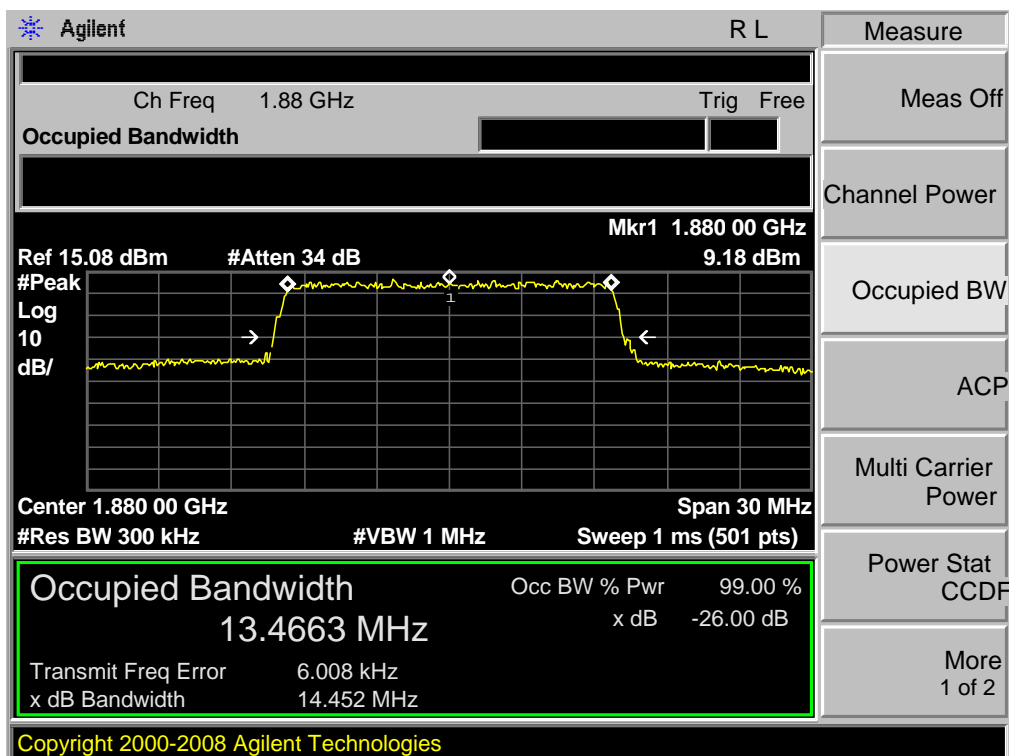 Agilent R L
Measure
Ch Freq 1.88 GHz Trig Free
Occupied Bandwidth
Mkr1 1.880 00 GHz
Ref 15.08 dBm #Atten 34 dB 9.18 dBm
#Peak
Log
10
dB/
1
Center 1.880 00 GHz Span 30 MHz
#Res BW 300 kHz #VBW 1 MHz Sweep 1 ms (501 pts)
Occupied Bandwidth
13.4663 MHz
Occ BW % Pwr 99.00 %
x dB -26.00 dB
Transmit Freq Error 6.008 kHz
x dB Bandwidth 14.452 MHz
Meas Off
Channel Power
Occupied BW
ACP
Multi Carrier
Power
Power Stat
CCDF
More
1 of 2
Copyright 2000-2008 Agilent Technologies